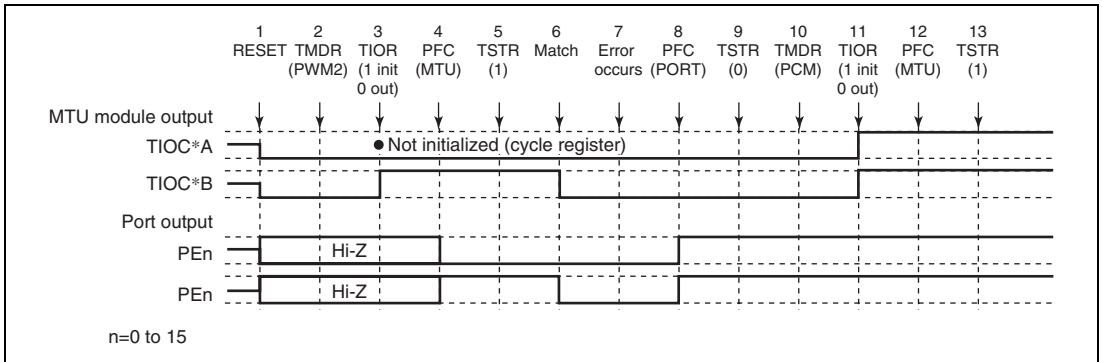 1 2 3 4 5 6 7 8 9 10 11 12 13
RESET TMDR TIOR PFC TSTR Match Error PFC TSTR TMDR TIOR PFC TSTR
(PWM2) (1 init (MTU) (1) occurs (PORT) (0) (PCM) (1 init (MTU) (1)
0 out) 0 out)
MTU module output
TIOC*A
● Not initialized (cycle register)
TIOC*B
Port output
PEn
Hi-Z
PEn
Hi-Z
n=0 to 15